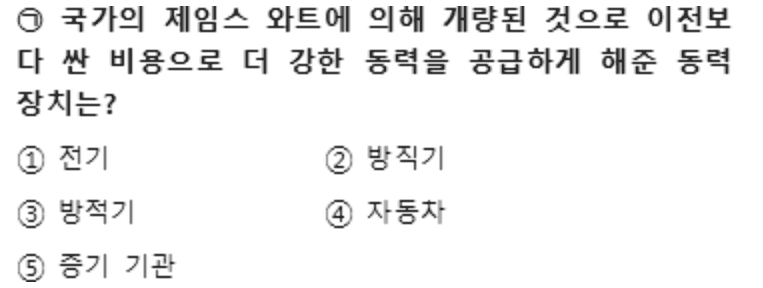 ㉠ 국가의 제임스 와트에 의해 개량된 것으로 이전보
다 싼 비용으로 더 강한 동력을 공급하게 해준 동력
장치는?
① 전기 ② 방직기
③ 방적기 ④ 자동차
⑤ 증기 기관